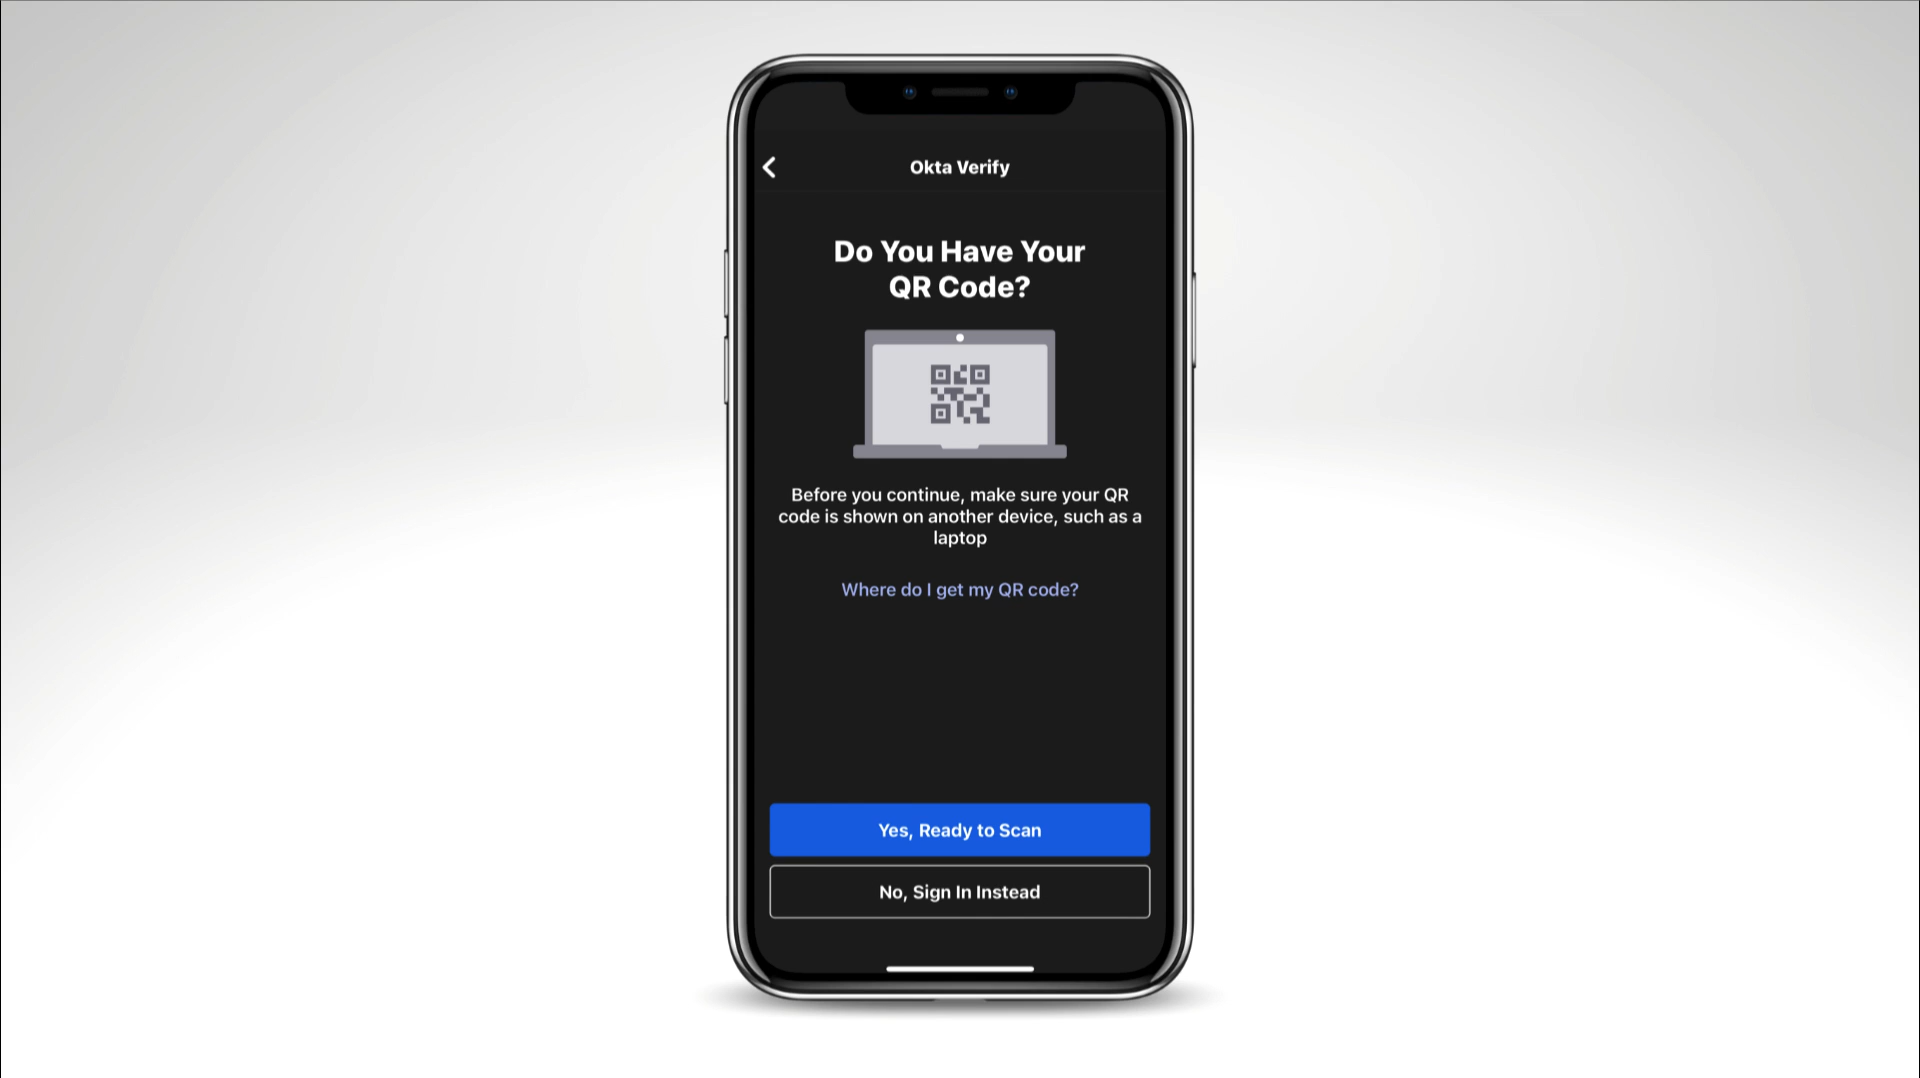 Okta Verify
Do You Have Your
QR Code?
Before you continue, make sure your QR
code is shown on another device, such as a
laptop
Where do I get my QR code?
Yes, Ready to Scan
No, Sign In Instead